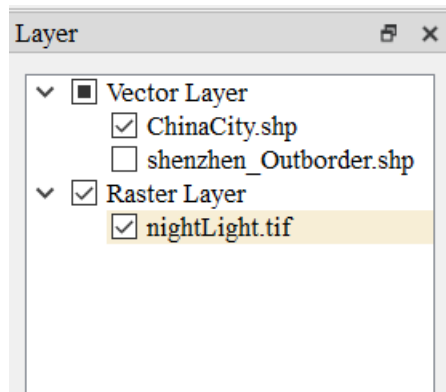 Layer
Vector Layer
ChinaCity.shp
shenzhen_Outborder.shp
Raster Layer
nightLight.tif